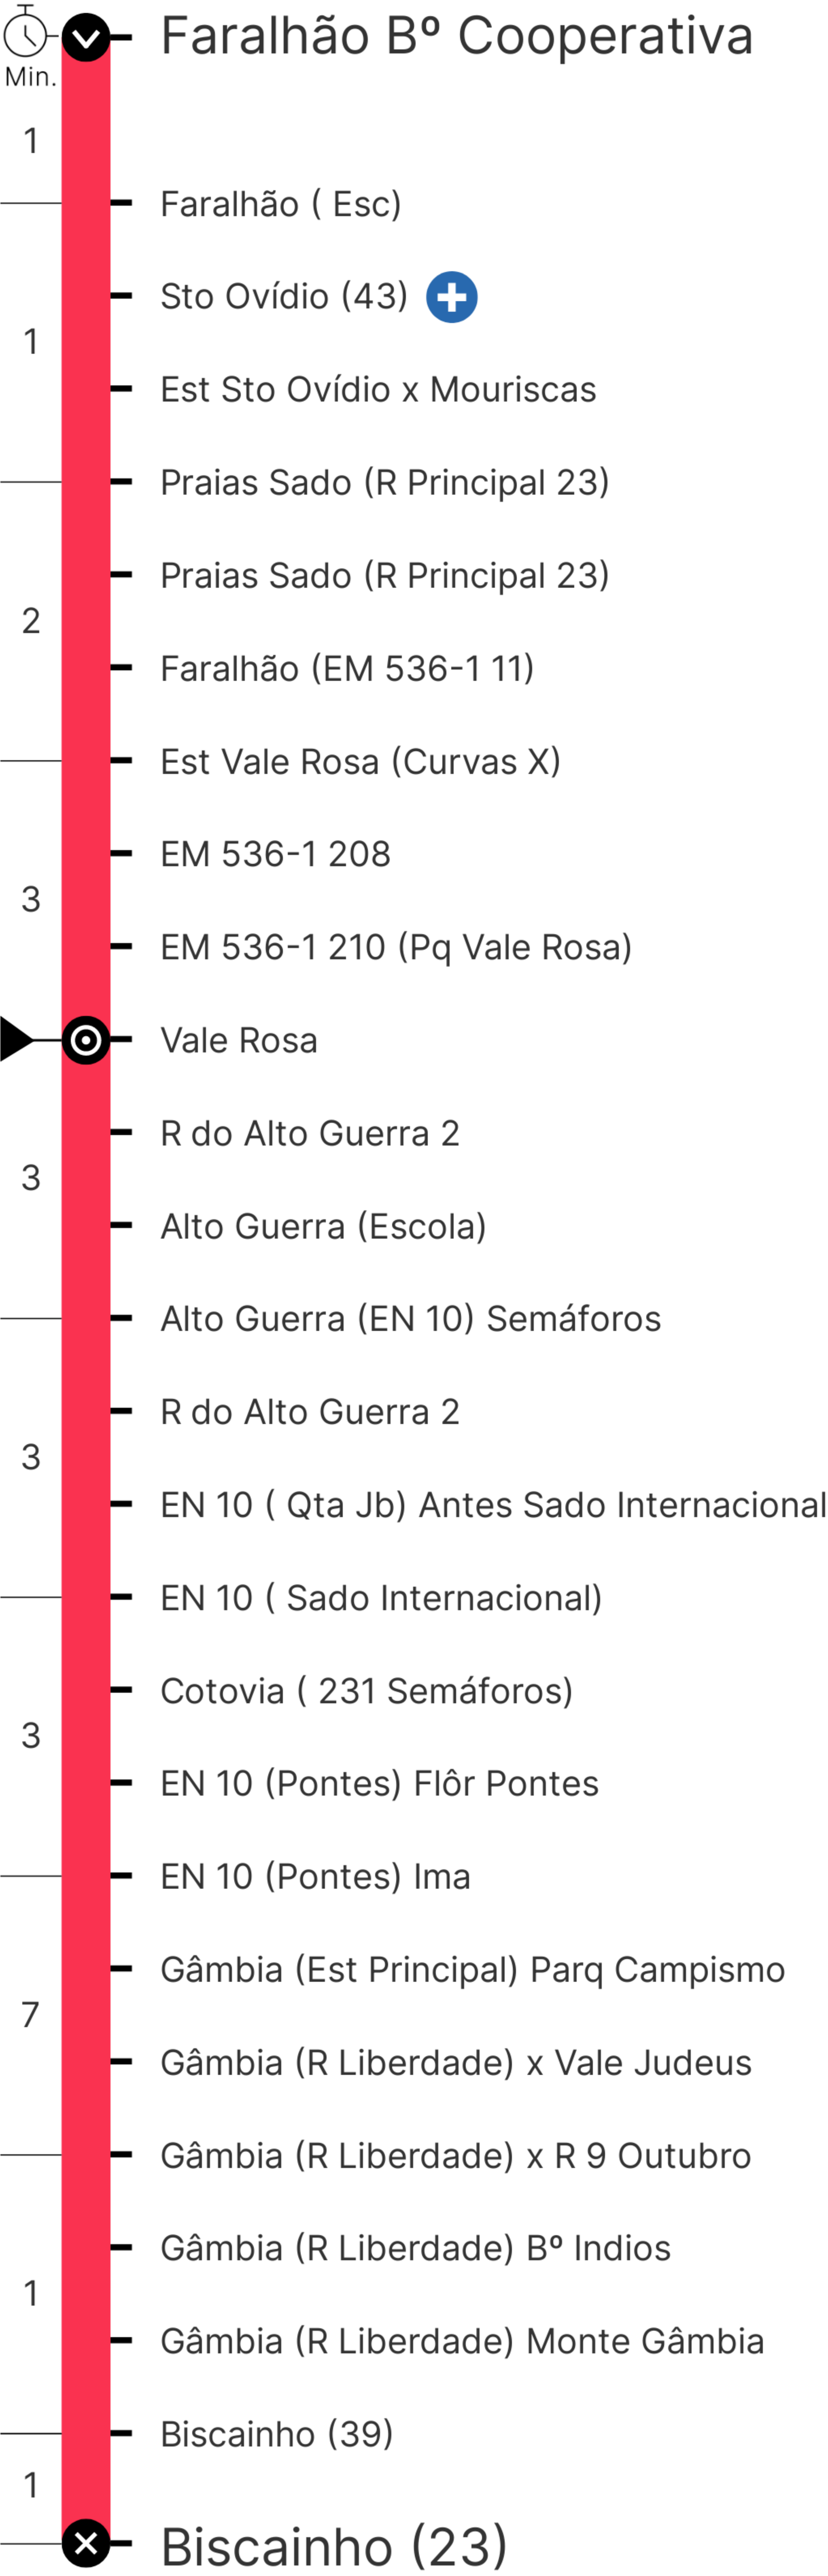 Faralhão Bº Cooperativa
Min.
1
Faralhão ( Esc)
Sto Ovídio (43)
1
Est Sto Ovídio x Mouriscas
Praias Sado (R Principal 23)
Praias Sado (R Principal 23)
2
Faralhão (EM 536-1 11)
Est Vale Rosa (Curvas X)
EM 536-1 208
3
EM 536-1 210 (Pq Vale Rosa)
Vale Rosa
R do Alto Guerra 2
3
Alto Guerra (Escola)
Alto Guerra (EN 10) Semáforos
R do Alto Guerra 2
3
EN 10 ( Qta Jb) Antes Sado Internacional
EN 10 ( Sado Internacional)
Cotovia ( 231 Semáforos)
3
EN 10 (Pontes) Flôr Pontes
EN 10 (Pontes) Ima
Gâmbia (Est Principal) Parq Campismo
7
Gâmbia (R Liberdade) x Vale Judeus
Gâmbia (R Liberdade) x R 9 Outubro
Gâmbia (R Liberdade) Bº Indios
1
Gâmbia (R Liberdade) Monte Gâmbia
Biscainho (39)
1
Biscainho (23)